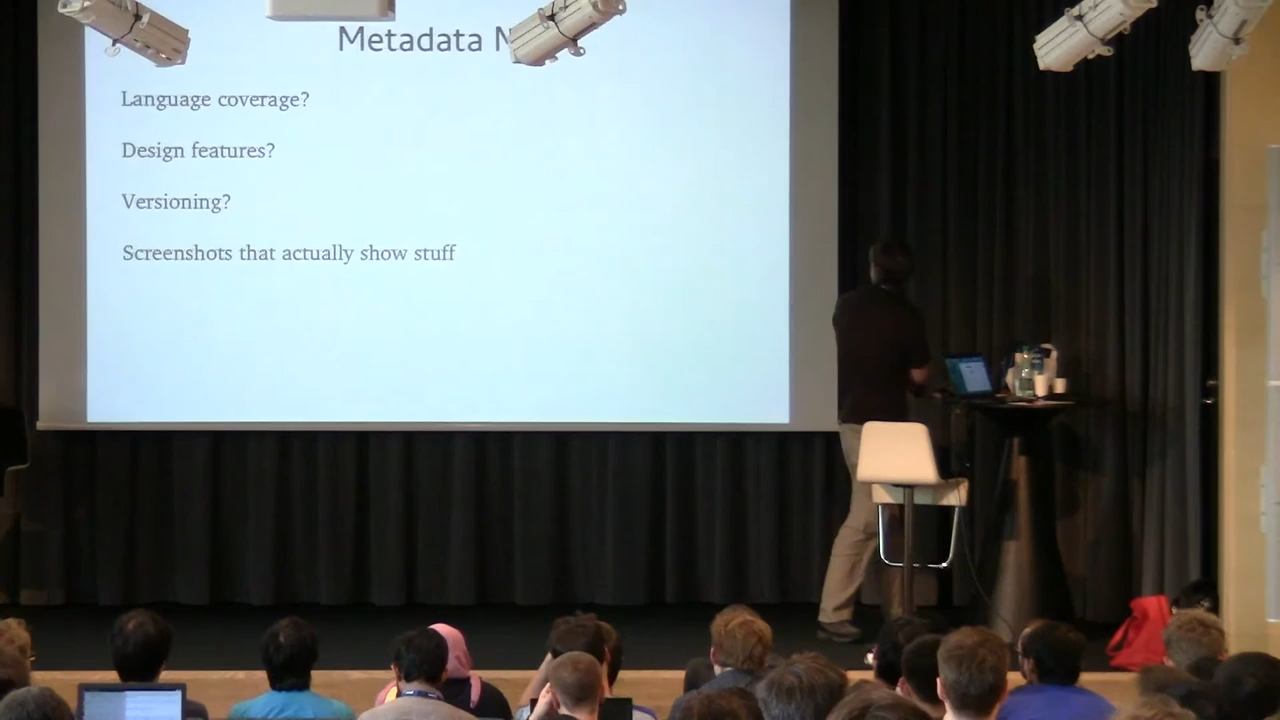 Metadata
Language coverage?
Design features?
Versioning?
Screenshots that actually show stuff